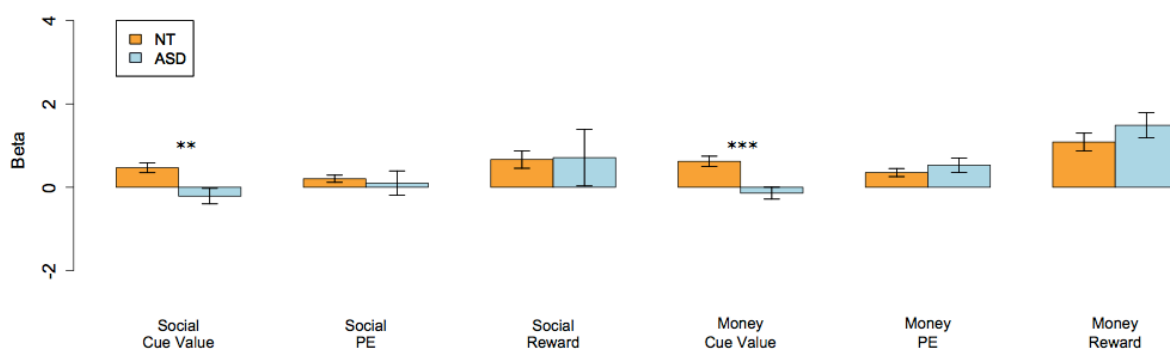 4
NT
ASD
2
Beta
**
***
0
-2
Social
Cue Value
Social
PE
Social
Reward
Money
Cue Value
Money
PE
Money
Reward